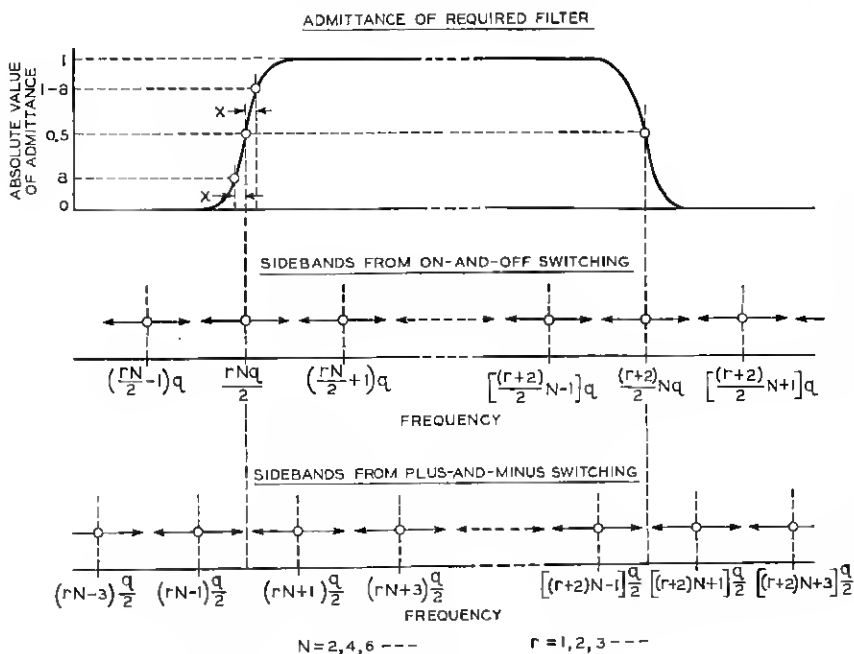 ADMITTANCE OF REQUIRED FILTER
ABSOLUTE VALUE
OF ADMITTANCE
1
1-a
0.5
a
0
X
X
SIDEBANDS FROM ON-AND-OFF SWITCHING
(rN/2 -1)q
rNq/2
(rN/2 +1)q
[(r+2)/2 N-1]q
(r+2)/2 Nq
[(r+2)/2 N+1]q
FREQUENCY
SIDEBANDS FROM PLUS-AND-MINUS SWITCHING
(rN-3)q/2
(rN-1)q/2
(rN+1)q/2
(rN+3)q/2
[(r+2)N-1]q/2
[(r+2)N+1]q/2
[(r+2)N+3]q/2
FREQUENCY
N=2,4,6 ---
r=1,2,3 ---